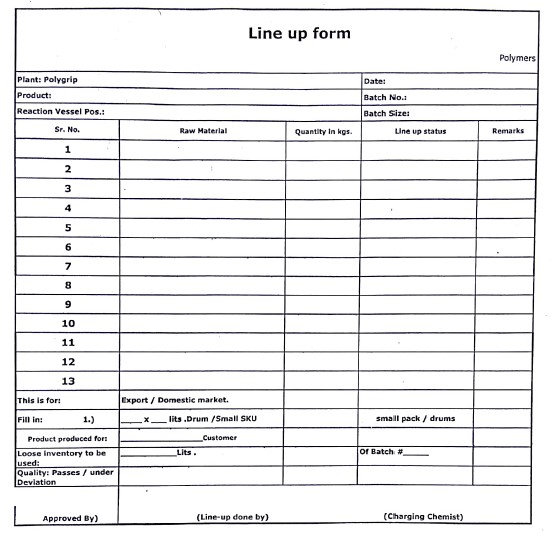 Line up form
Polymers
Plant: Polygrip Date:
Product: Batch No.:
Reaction Vessel Pos.: Batch Size:
Sr. No. Raw Material Quantity in kgs. Line up status Remarks
1
2
3
4
5
6
7
8
9
10
11
12
13
This is for: Export / Domestic market.
Fill in: 1.) ____ x ___ lits .Drum /Small SKU small pack / drums
Product produced for: ____________Customer
Loose inventory to be ____________Lits . Of Batch #_____
used:
Quality: Passes / under
Deviation
Approved By) (Line-up done by) (Charging Chemist)